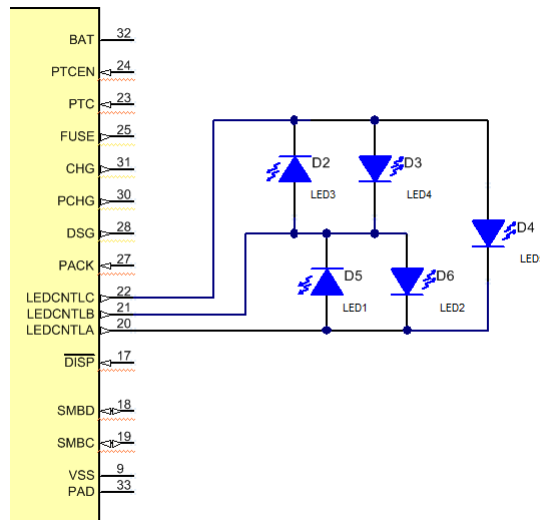 BAT 32
PTCEN 24
PTC 23
FUSE 25
CHG 31
PCHG 30
DSG 28
PACK 27
LEDCNTLC 22
LEDCNTLB 21
LEDCNTLA 20
DISP 17
SMBD 18
SMBC 19
VSS 9
PAD 33
D2
LED3
D3
LED4
D4
D5
LED1
D6
LED2